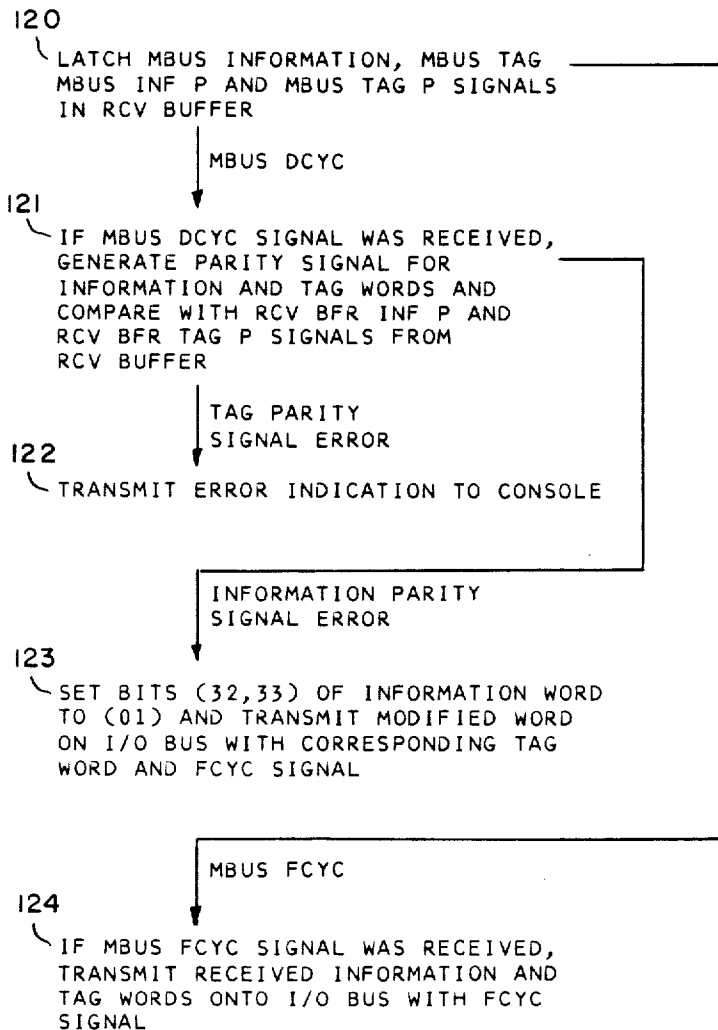 120
LATCH MBUS INFORMATION, MBUS TAG
MBUS INF P AND MBUS TAG P SIGNALS
IN RCV BUFFER
MBUS DCYC
121
IF MBUS DCYC SIGNAL WAS RECEIVED,
GENERATE PARITY SIGNAL FOR
INFORMATION AND TAG WORDS AND
COMPARE WITH RCV BFR INF P AND
RCV BFR TAG P SIGNALS FROM
RCV BUFFER
TAG PARITY
SIGNAL ERROR
122
TRANSMIT ERROR INDICATION TO CONSOLE
INFORMATION PARITY
SIGNAL ERROR
123
SET BITS (32,33) OF INFORMATION WORD
TO (01) AND TRANSMIT MODIFIED WORD
ON I/O BUS WITH CORRESPONDING TAG
WORD AND FCYC SIGNAL
MBUS FCYC
124
IF MBUS FCYC SIGNAL WAS RECEIVED,
TRANSMIT RECEIVED INFORMATION AND
TAG WORDS ONTO I/O BUS WITH FCYC
SIGNAL